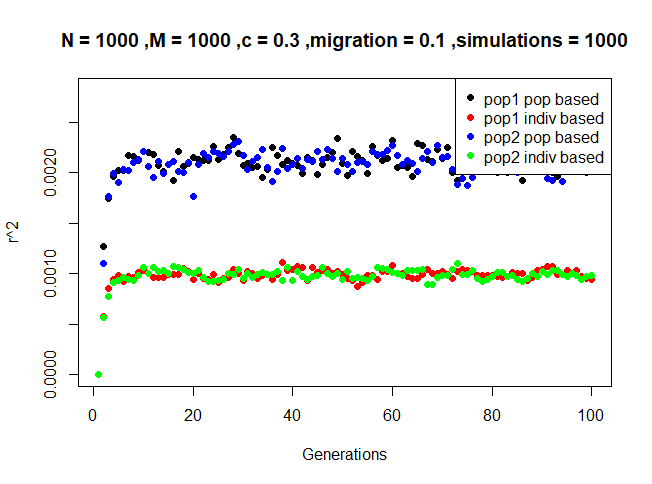 N = 1000 ,M = 1000 ,c = 0.3 ,migration = 0.1 ,simulations = 1000
pop1 pop based
pop1 indiv based
pop2 pop based
pop2 indiv based
r^2
0.0020
0.0010
0.0000
0 20 40 60 80 100
Generations